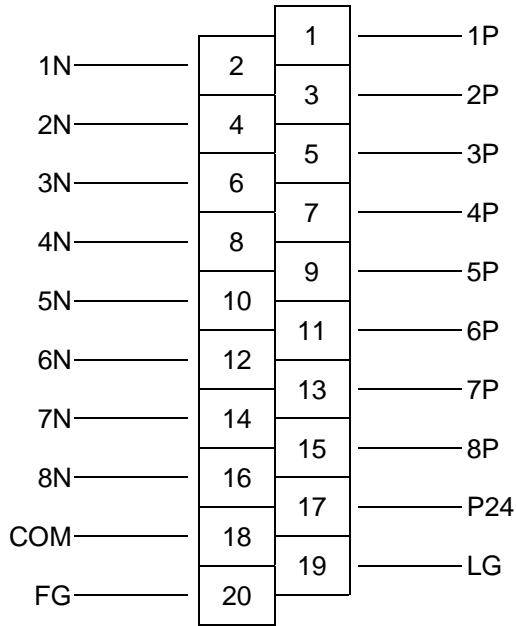 1 1P
1N 2
3 2P
2N 4
5 3P
3N 6
7 4P
4N 8
9 5P
5N 10
11 6P
6N 12
13 7P
7N 14
15 8P
8N 16
17 P24
COM 18
19 LG
FG 20